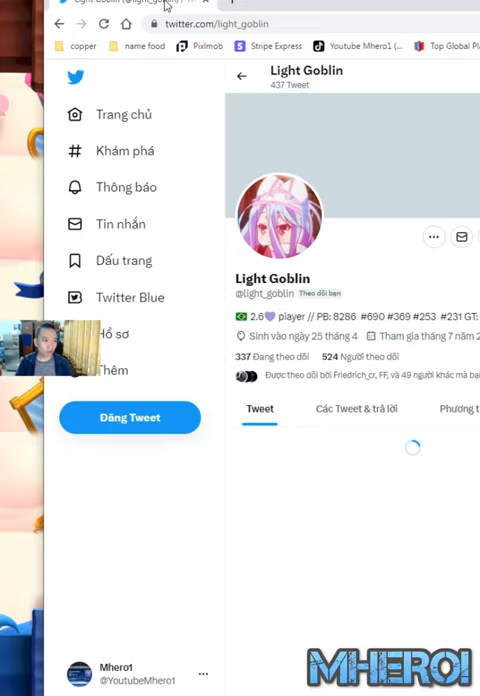 twitter.com/light_goblin
copper
name food
Piximob
Stripe Express
Youtube Mhero1 (...
Top Global Pl
Light Goblin
437 Tweet
Trang chủ
Khám phá
Thông báo
Tin nhắn
Dấu trang
Twitter Blue
Hồ sơ
Thêm
Đăng Tweet
Light Goblin
@light_goblin Theo dõi bạn
2.6 player // PB: 8286 #690 #369 #253 #231 GT:
Sinh vào ngày 25 tháng 4 Tham gia tháng 7 năm 2
337 Đang theo dõi 524 Người theo dõi
Được theo dõi bởi Friedrich_cr, FF, và 49 người khác mà bạ
Tweet Các Tweet & trả lời Phương t
Mhero1
@YoutubeMhero1
MHERO!